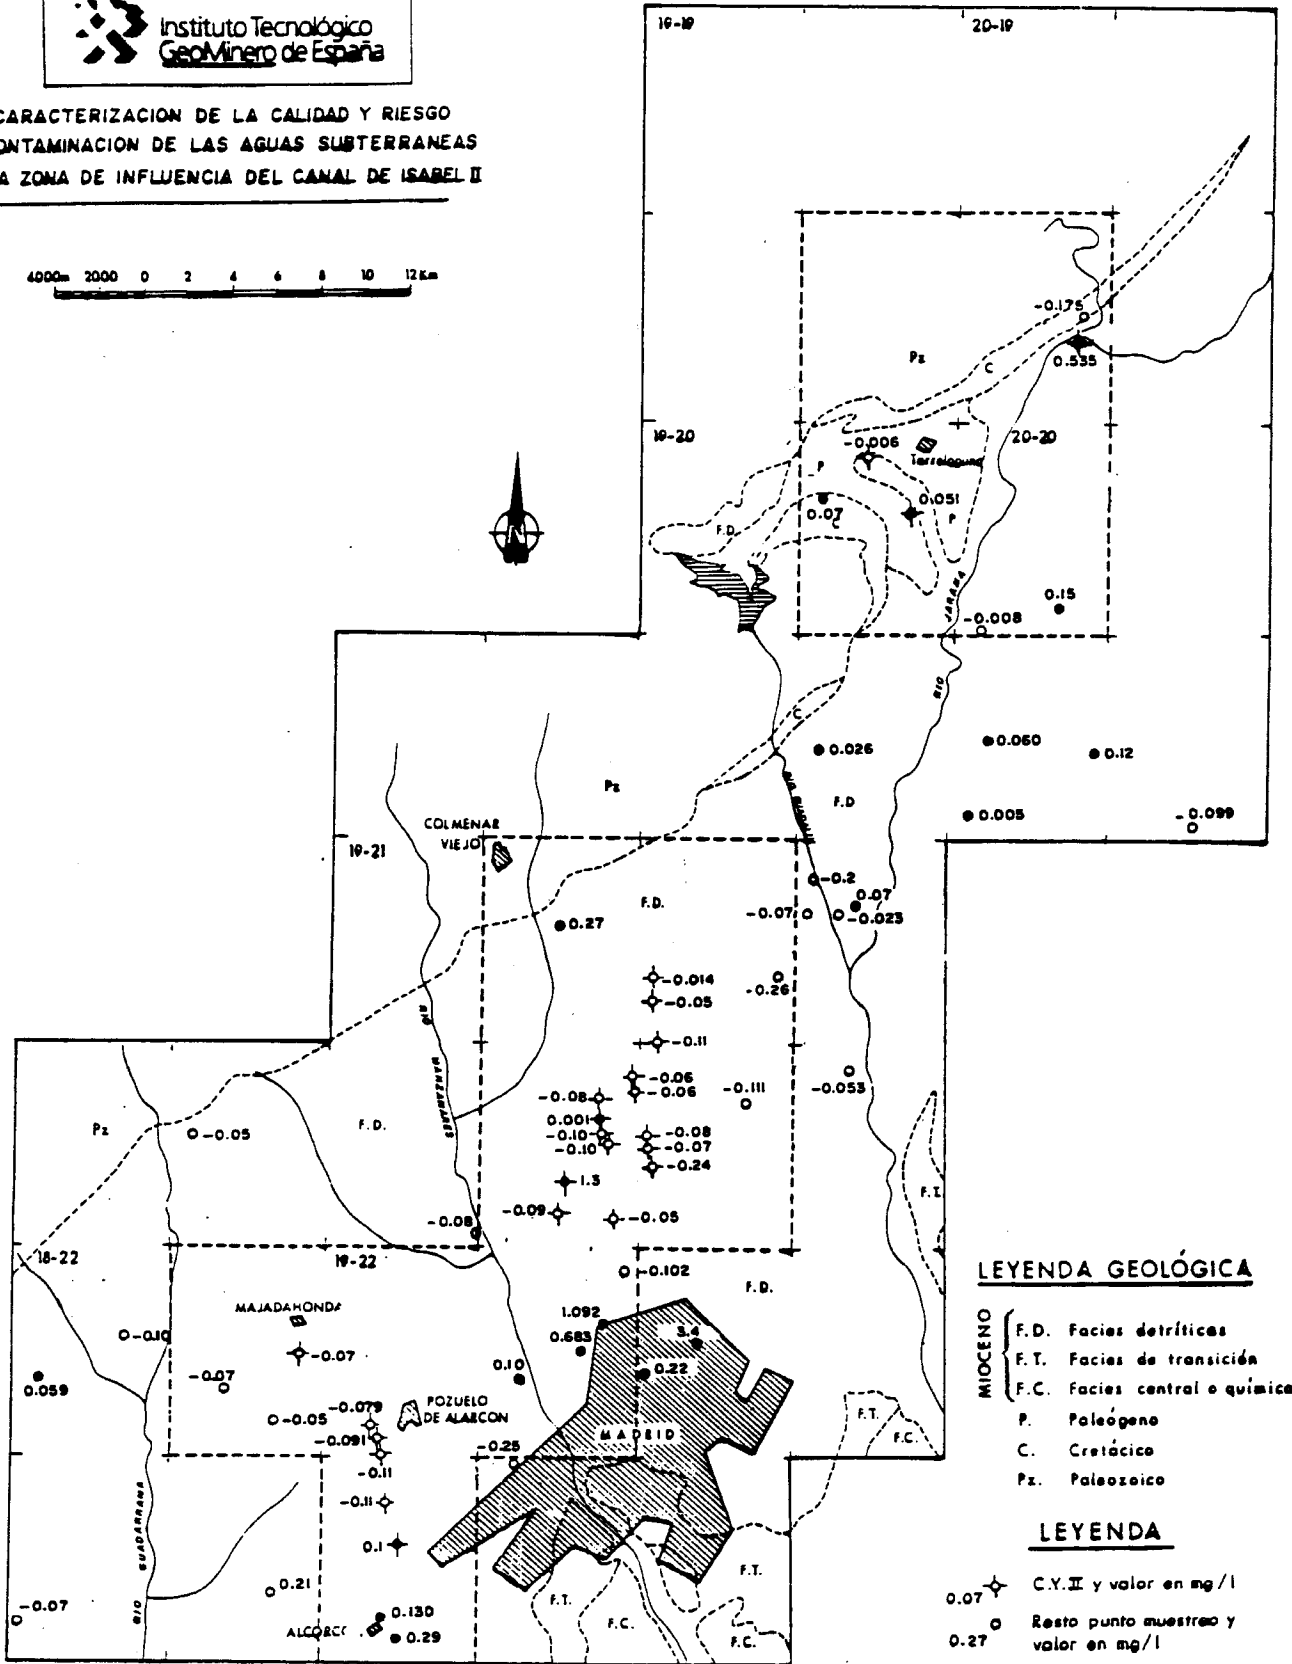 Instituto Tecnológico
GeoMinero de España
CARACTERIZACION DE LA CALIDAD Y RIESGO
ONTAMINACION DE LAS AGUAS SUBTERRANEAS
A ZONA DE INFLUENCIA DEL CANAL DE ISABEL II
4000m 2000 0 2 4 6 8 10 12 Km
19-19
20-19
-0.175
0.535
Pz
C
19-20
20-20
-0.006
Torrelaguna
P
0.07
C
0.051
P
F.D.
N
0.15
-0.008
RIO JARAMA
C
0.026
0.060
0.12
Pz
RIO GUADALIX
F.D
0.005
-0.099
COLMENAR
VIEJO
19-21
F.D.
-0.2
0.07
-0.07
-0.023
0.27
-0.014
-0.26
-0.05
-0.11
-0.06
-0.06
-0.111
-0.053
-0.08
0.001
-0.10
-0.10
-0.08
-0.07
-0.24
RIO MANZANARES
Pz
-0.05
F.D.
1.3
F.T.
-0.09
-0.05
-0.08
18-22
19-22
-0.102
F.D.
MAJADAHONDA
1.092
0.683
3.4
-0.10
-0.07
0.10
0.22
0.059
-0.07
-0.05
-0.079
POZUELO
DE ALARCON
-0.091
MADRID
F.T.
F.C.
-0.11
-0.25
-0.11
0.1
RIO GUADARRAMA
0.21
-0.07
0.130
ALCORC
0.29
F.T.
F.C.
F.T.
F.C.
LEYENDA GEOLÓGICA
MIOCENO
F.D. Facies detríticas
F.T. Facies de transición
F.C. Facies central o química
P. Paleógeno
C. Cretácico
Pz. Paleozoico
LEYENDA
0.07 C.Y.II y valor en mg/l
0.27 Resto punto muestreo y
valor en mg/l